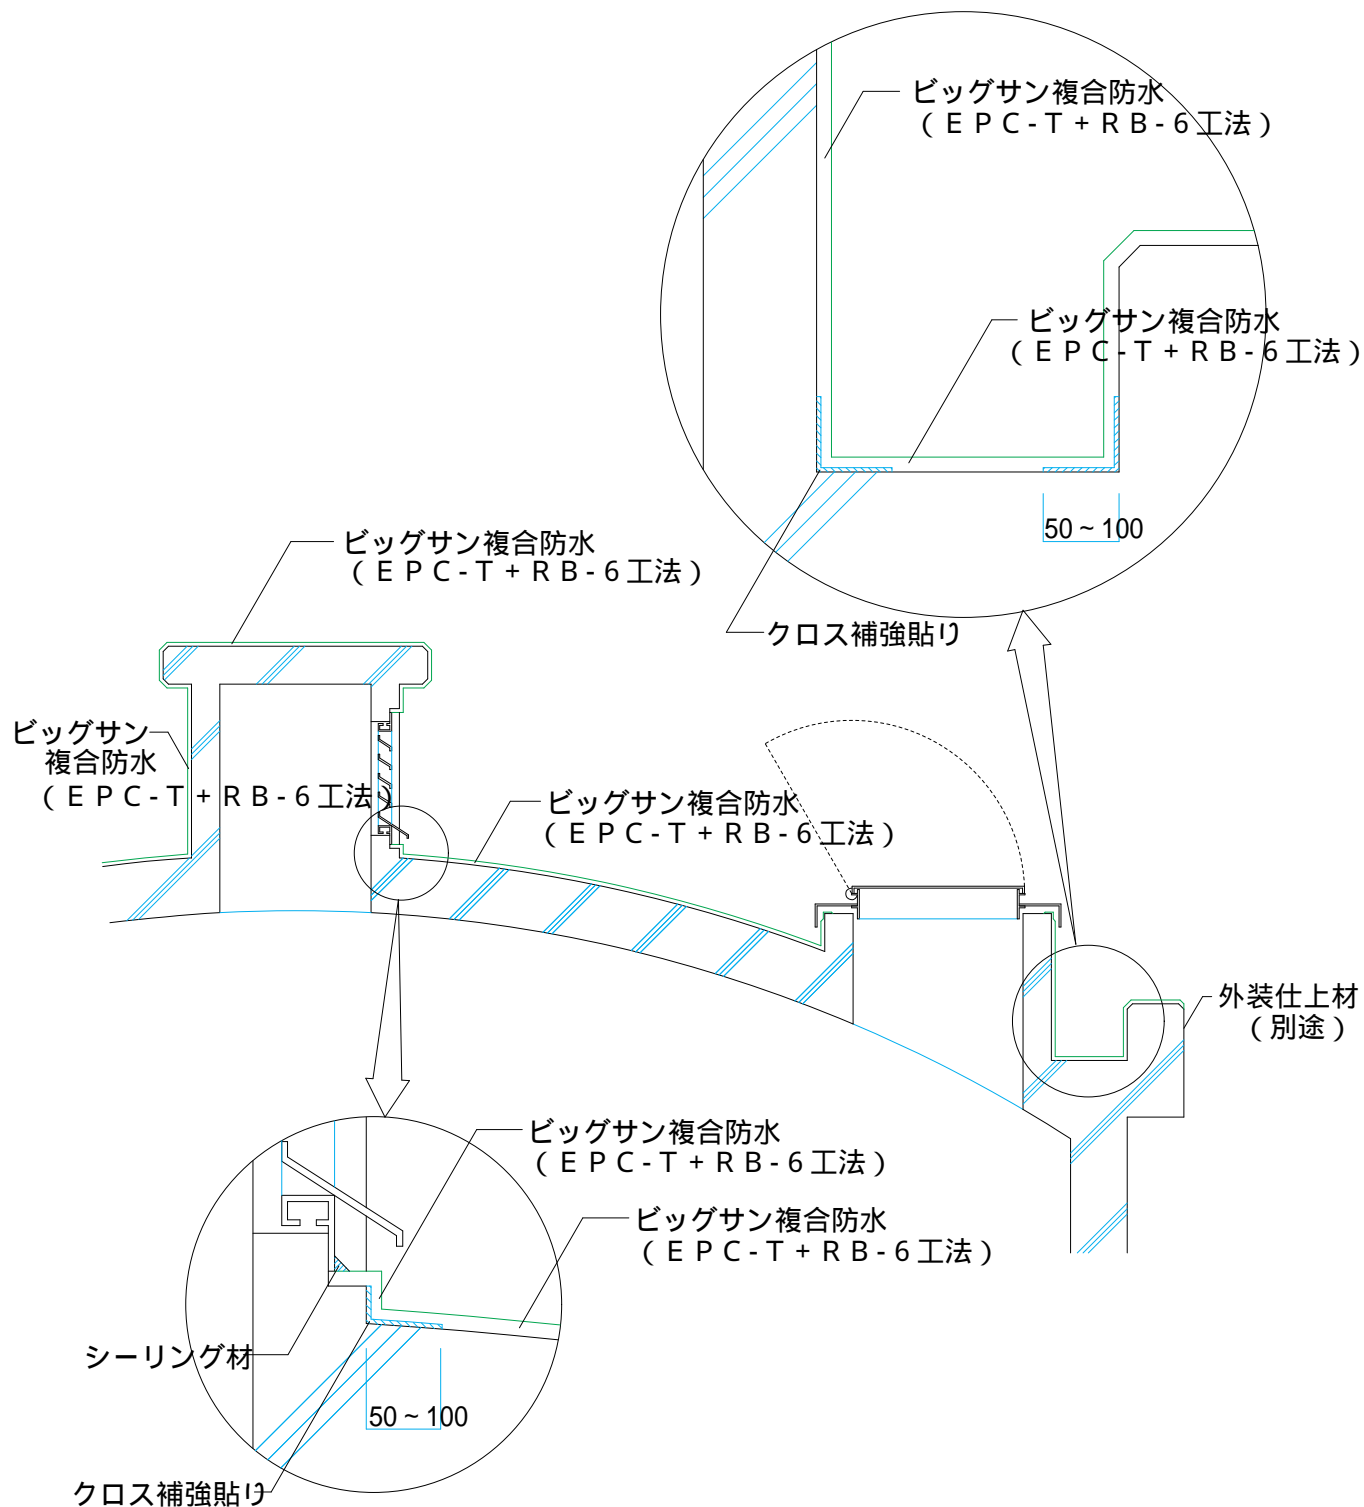 ビッグサン複合防水
（ＥＰＣ-Ｔ＋ＲＢ-６工法）
ビッグサン複合防水
（ＥＰＣ-Ｔ＋ＲＢ-６工法）
50～100
クロス補強貼り
ビッグサン複合防水
（ＥＰＣ-Ｔ＋ＲＢ-６工法）
ビッグサン
複合防水
（ＥＰＣ-Ｔ＋ＲＢ-６工法）
ビッグサン複合防水
（ＥＰＣ-Ｔ＋ＲＢ-６工法）
外装仕上材
（別途）
ビッグサン複合防水
（ＥＰＣ-Ｔ＋ＲＢ-６工法）
ビッグサン複合防水
（ＥＰＣ-Ｔ＋ＲＢ-６工法）
シーリング材
50～100
クロス補強貼り